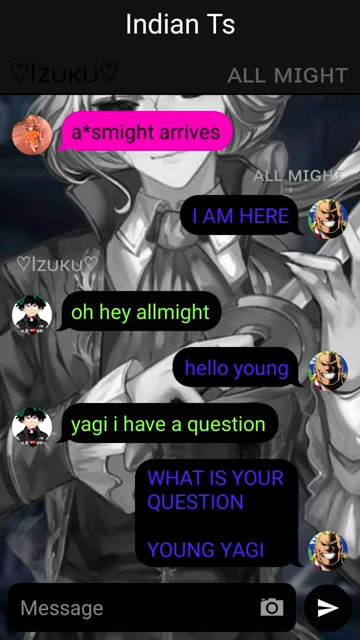 Indian Ts
♡Izuku♡
ALL MIGHT
a*smight arrives
ALL MIGHT
I AM HERE
♡Izuku♡
oh hey allmight
hello young
yagi i have a question
WHAT IS YOUR
QUESTION
YOUNG YAGI
Message